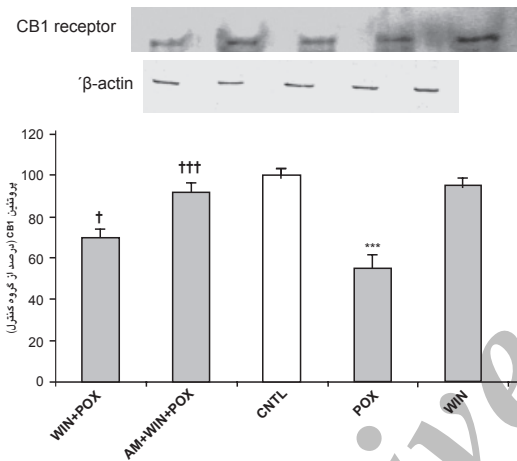 CB1 receptor
´β-actin
120
100
80
60
40
20
0
پروتئین CB1 (درصد از گروه کنترل)
†
†††
***
WIN+POX
AM+WIN+POX
CNTL
POX
WIN
ive